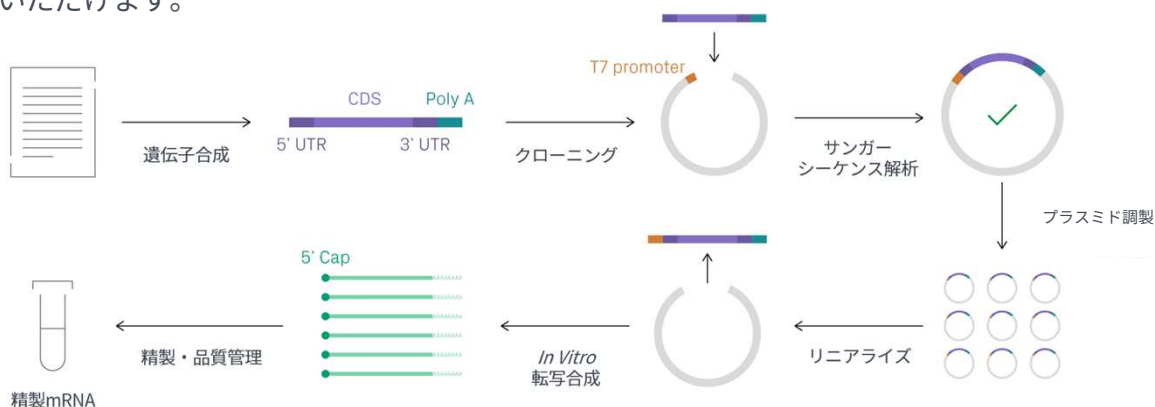 いただけます。
T7 promoter
CDS
Poly A
5' UTR
3' UTR
遺伝子合成
クローニング
サンガー
シーケンス解析
プラスミド調製
リニアライズ
In Vitro
転写合成
5' Cap
精製・品質管理
精製mRNA